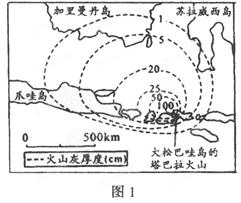 加里曼丹岛
苏拉威西岛
1
5
20
25
50
100
爪哇岛
0 500km
火山灰厚度(cm)
大松巴哇岛的
塔巴拉火山
图1